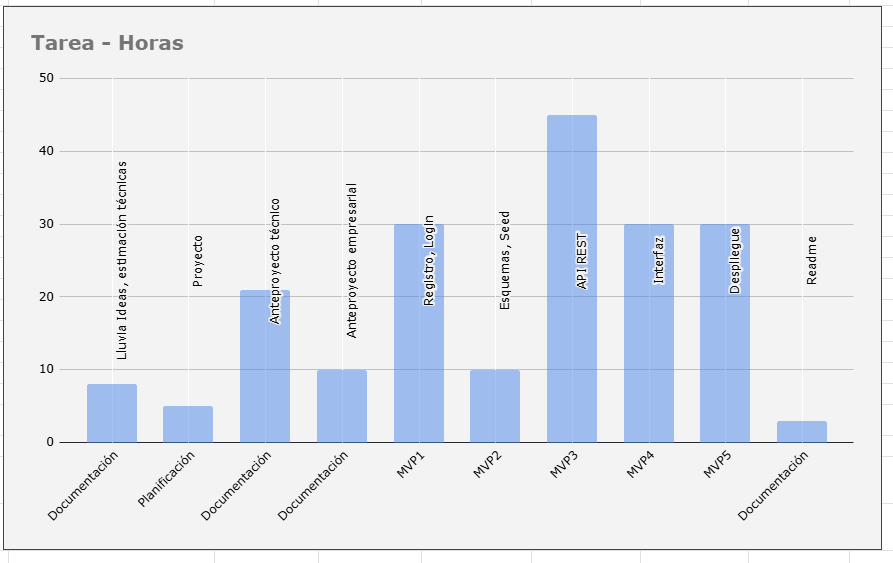 Tarea - Horas
50
40
30
20
10
0
Lluvia Ideas, estimación técnicas
Proyecto
Anteproyecto técnico
Anteproyecto empresarial
Registro, Login
Esquemas, Seed
API REST
Interfaz
Despliegue
Readme
Documentación
Planificación
Documentación
Documentación
MVP1
MVP2
MVP3
MVP4
MVP5
Documentación